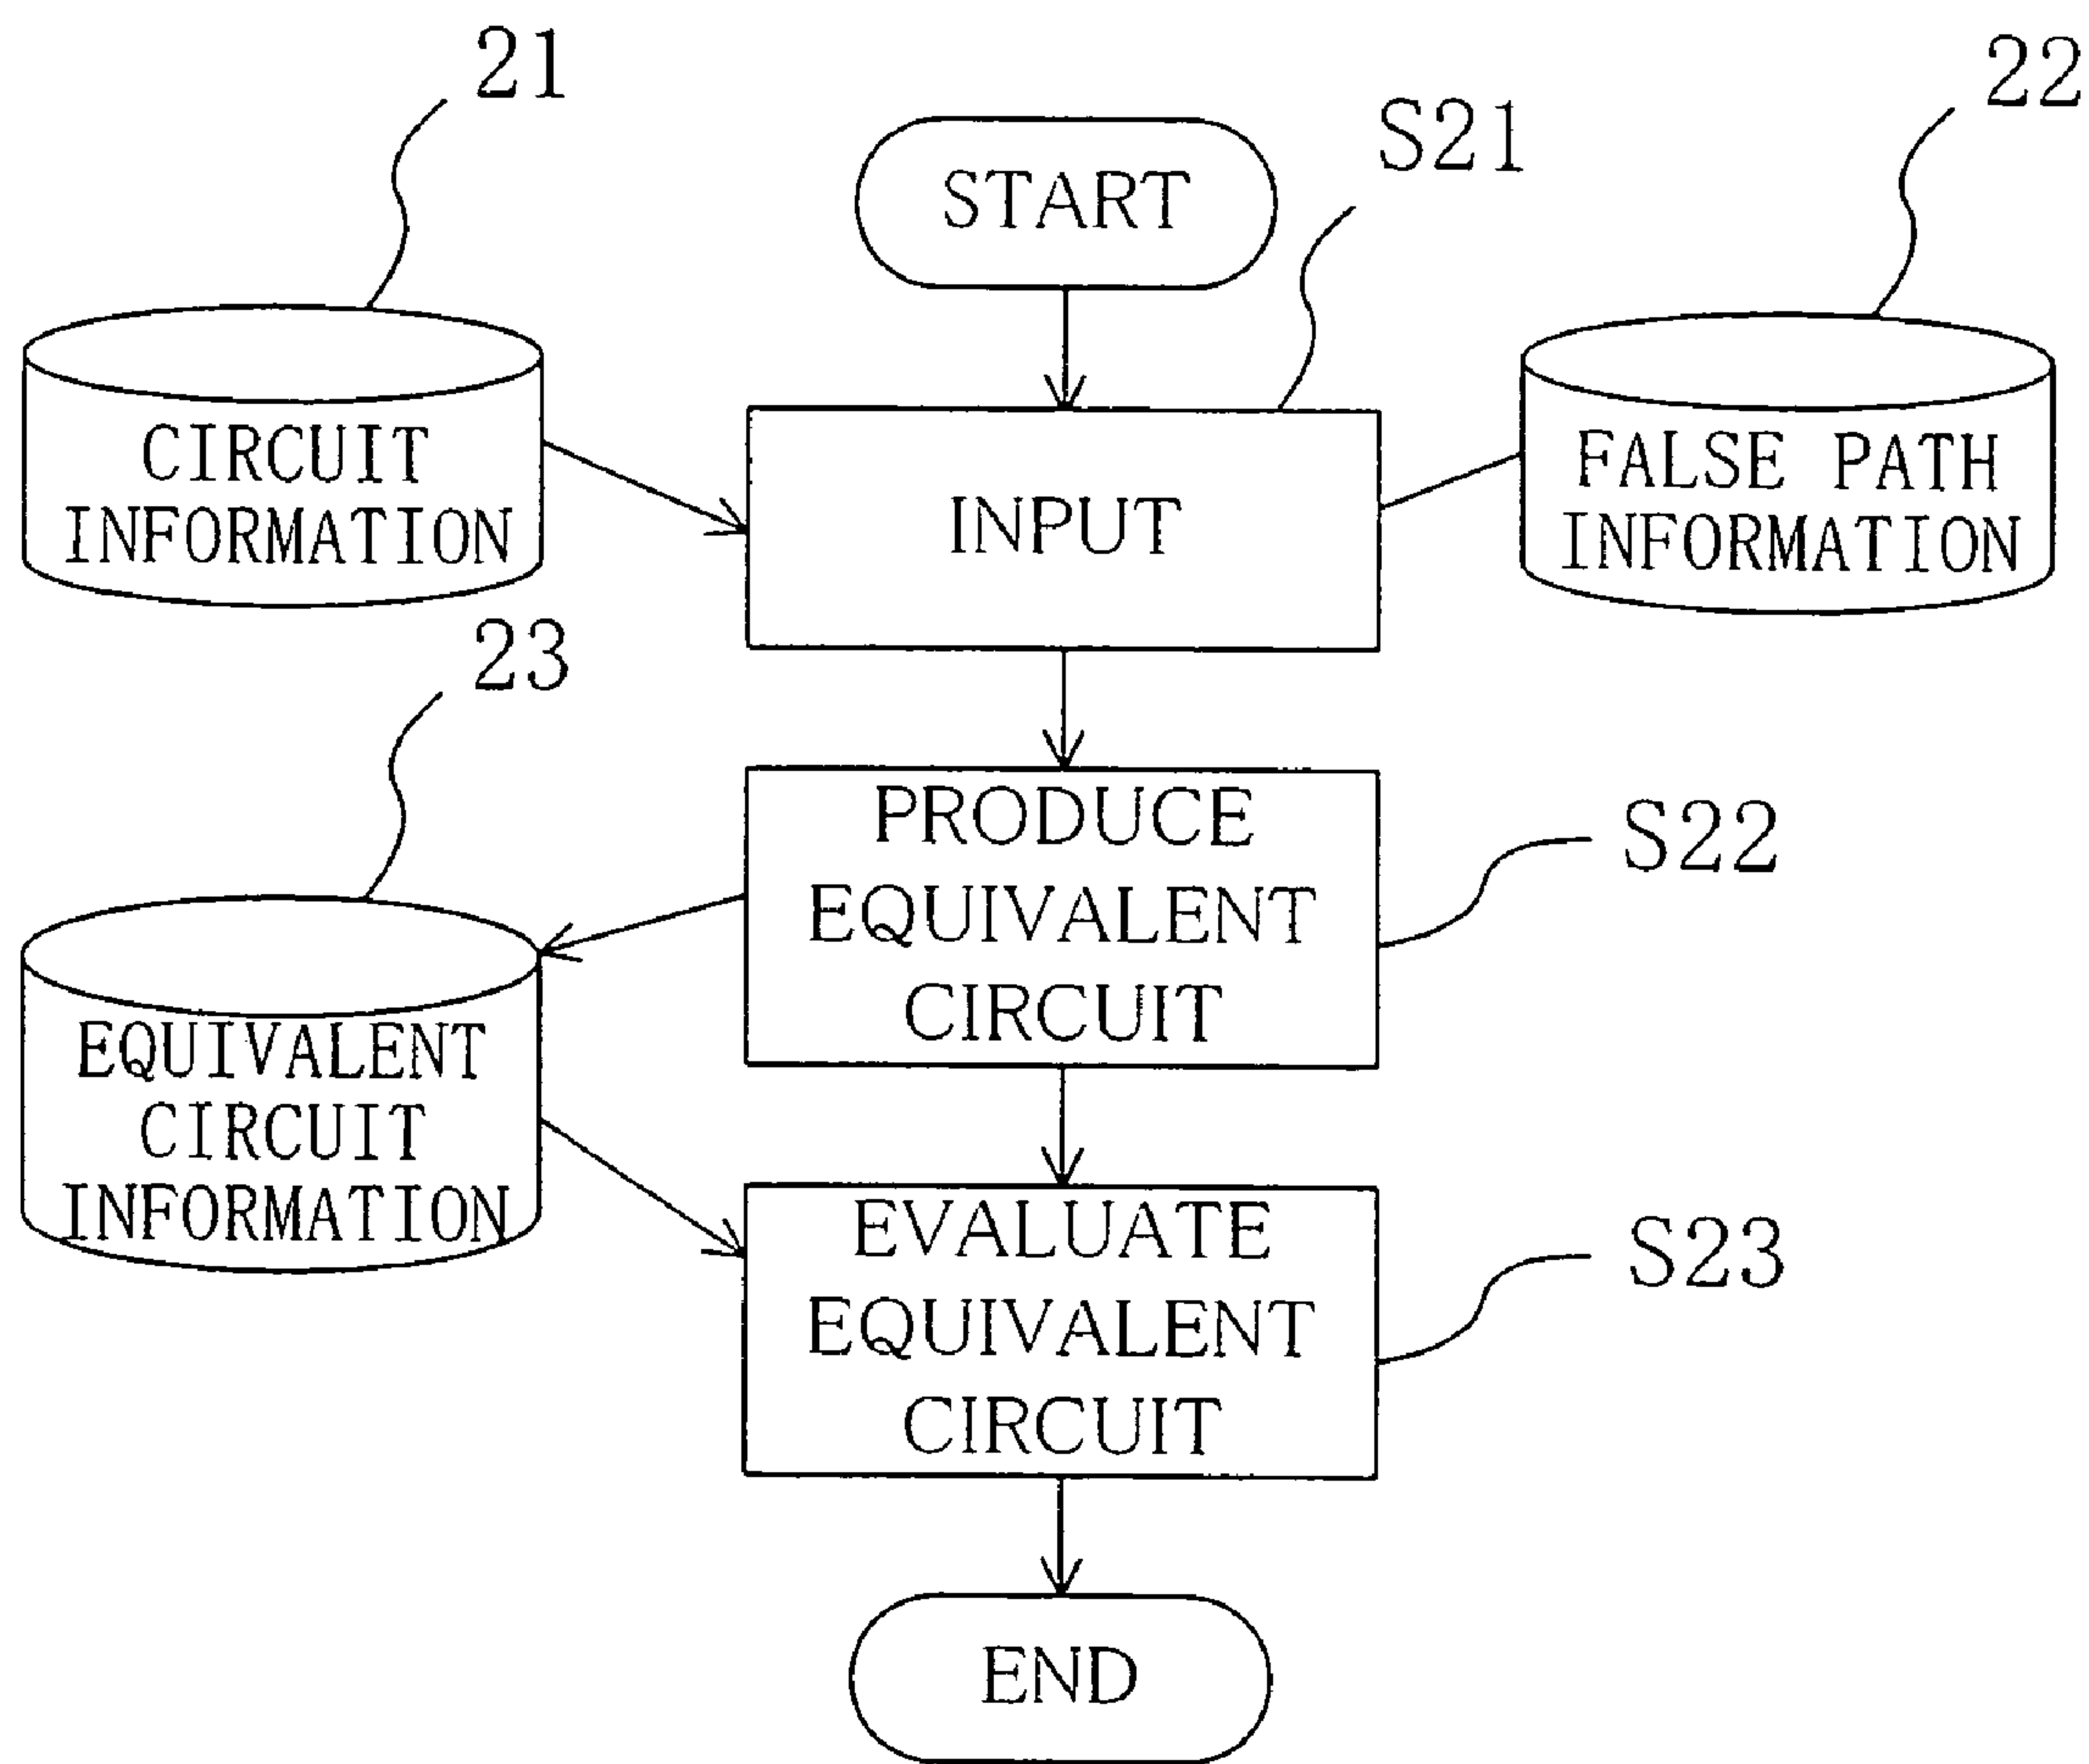 21
22
S21
START
CIRCUIT
INFORMATION
INPUT
FALSE PATH
INFORMATION
23
PRODUCE
EQUIVALENT
CIRCUIT
S22
EQUIVALENT
CIRCUIT
INFORMATION
EVALUATE
EQUIVALENT
CIRCUIT
S23
END